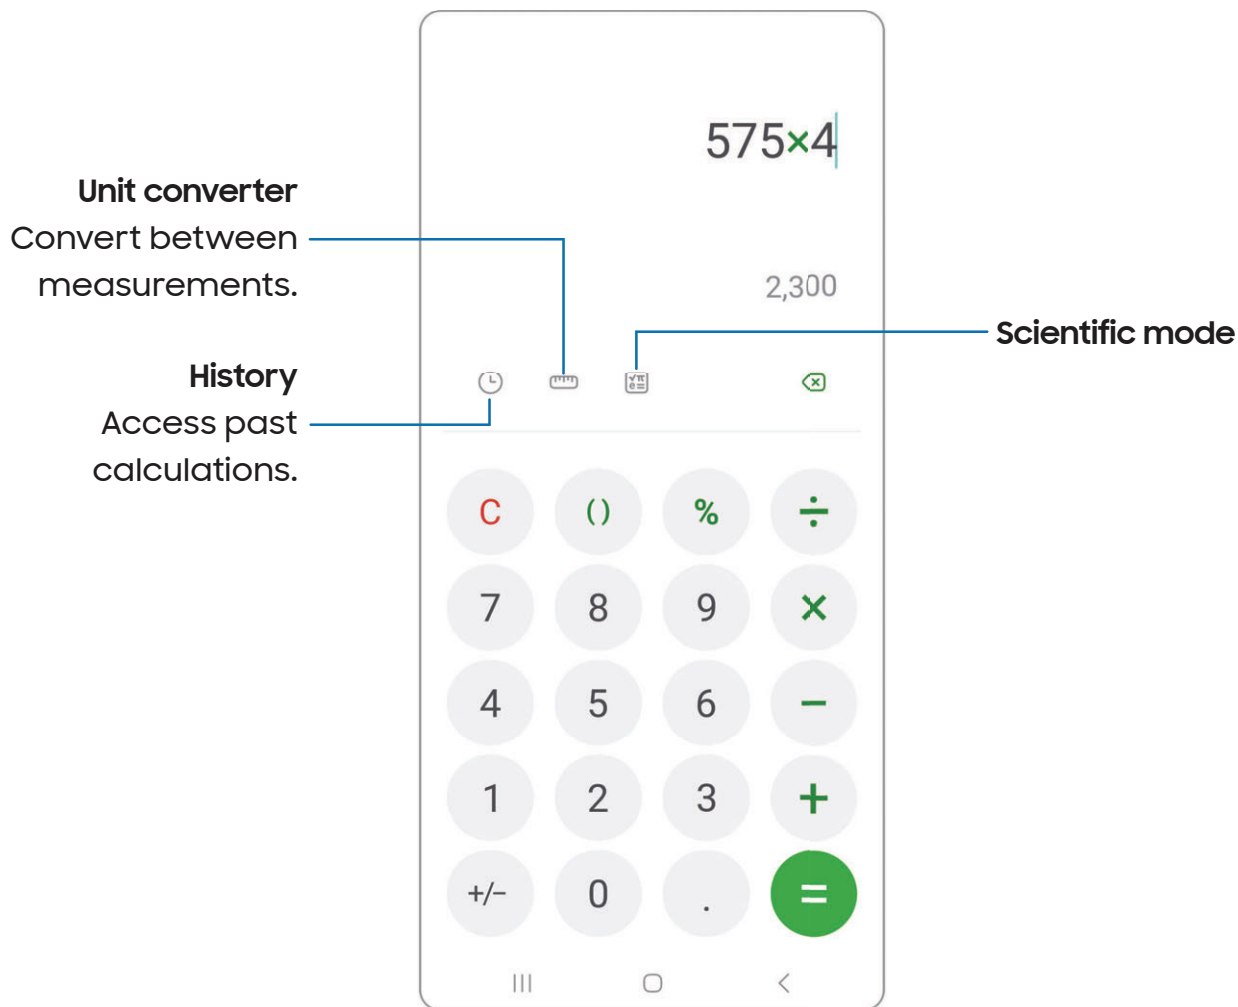 575×4
Unit converter
Convert between
measurements.
2,300
Scientific mode
History
Access past
calculations.
√π
e=
C () % ÷
7 8 9 ×
4 5 6 −
1 2 3 +
+/− 0 . =